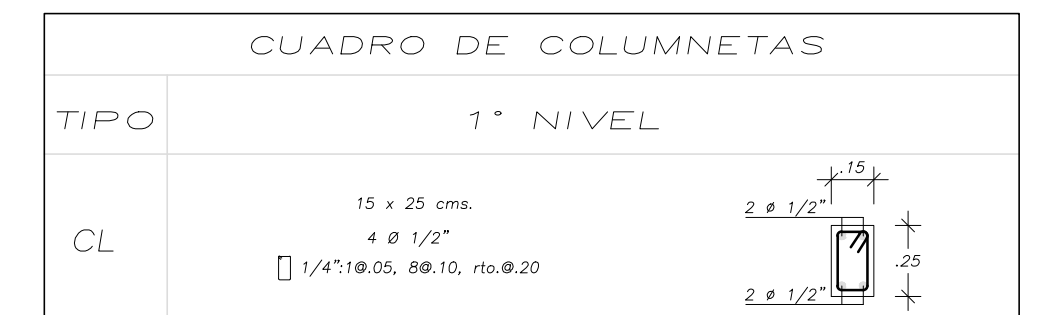 CUADRO DE COLUMNETAS
TIPO
1° NIVEL
CL
15 x 25 cms.
4 Ø 1/2"
1/4":1@.05, 8@.10, rto.@.20
.15
2 ø 1/2"
.25
2 ø 1/2"